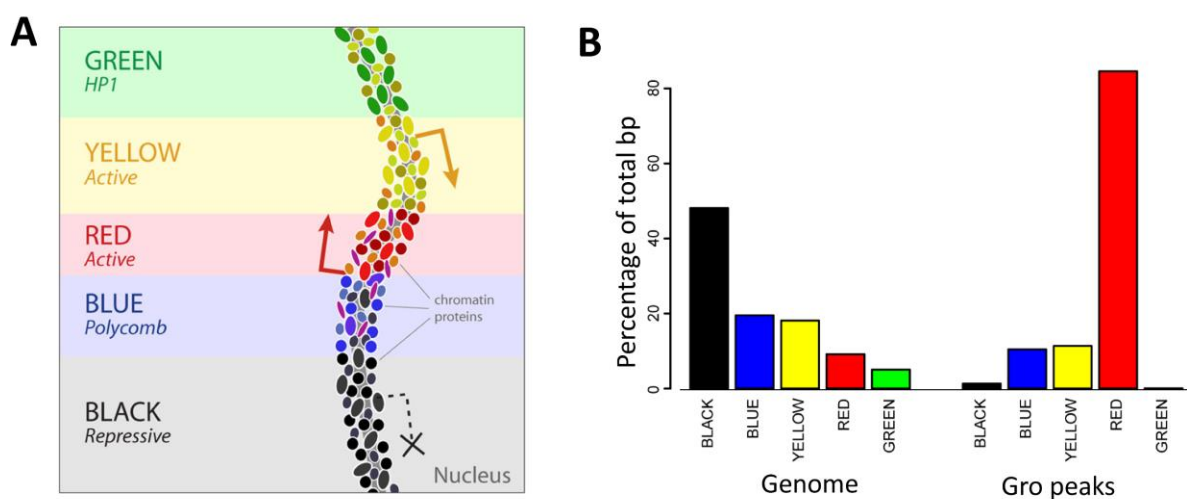 A
GREEN
HP1
YELLOW
Active
RED
Active
BLUE
Polycomb
chromatin
proteins
BLACK
Repressive
Nucleus
B
Percentage of total bp
80
60
40
20
0
BLACK
BLUE
YELLOW
RED
GREEN
BLACK
BLUE
YELLOW
RED
GREEN
Genome
Gro peaks